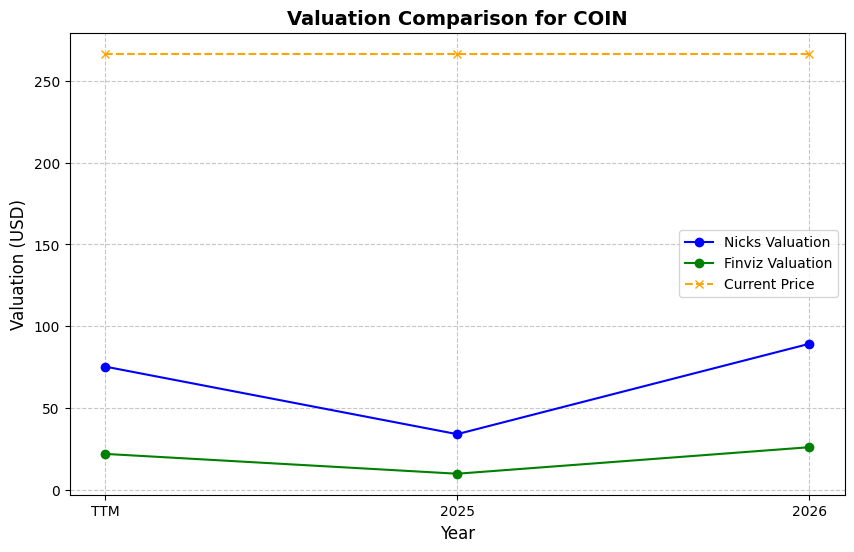 Valuation Comparison for COIN
Valuation (USD)
250
200
150
100
50
0
Nicks Valuation
Finviz Valuation
Current Price
TTM
2025
2026
Year